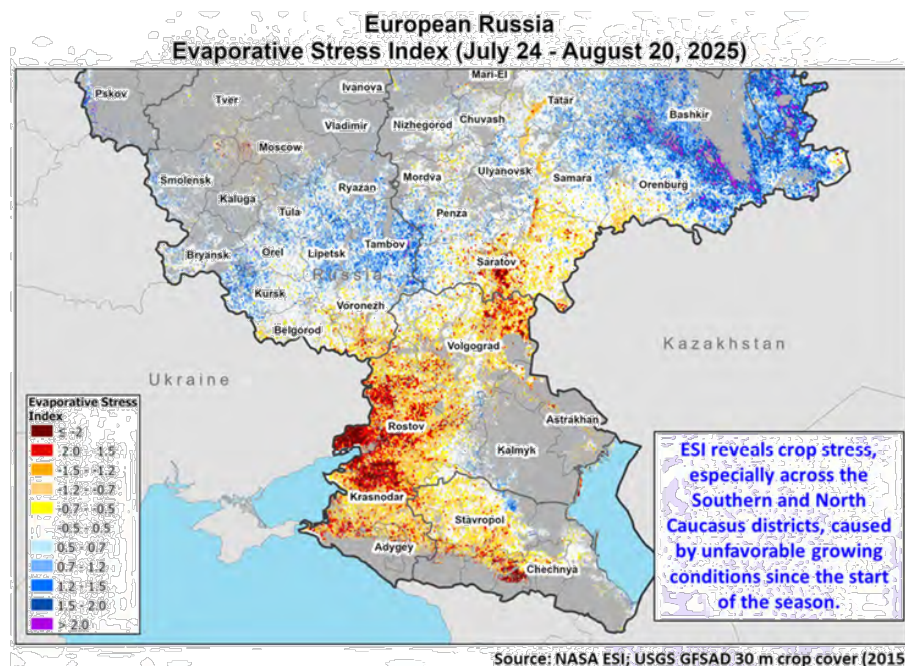 European Russia
Evaporative Stress Index (July 24 - August 20, 2025)
Pskov
Tver
Ivanova
Mari-El
Tatar
Bashkir
Vladimir
Nizhegorod
Chuvash
Moscow
Smolensk
Kaluga
Ryazan
Mordva
Ulyanovsk
Samara
Orenburg
Tula
Penza
Bryansk
Orel
Lipetsk
Tambov
Saratov
Russia
Kursk
Voronezh
Belgorod
Volgograd
Kazakhstan
Ukraine
Astrakhan
Rostov
Kalmyk
Krasnodar
Stavropol
Adygey
Chechnya
Evaporative Stress
Index
≤ -2
2.0 - 1.5
-1.5 - -1.2
-1.2 - -0.7
-0.7 - -0.5
-0.5 - 0.5
0.5 - 0.7
0.7 - 1.2
1.2 - 1.5
1.5 - 2.0
> 2.0
ESI reveals crop stress,
especially across the
Southern and North
Caucasus districts, caused
by unfavorable growing
conditions since the start
of the season.
Source: NASA ESI; USGS GFSAD 30 m crop cover (2015